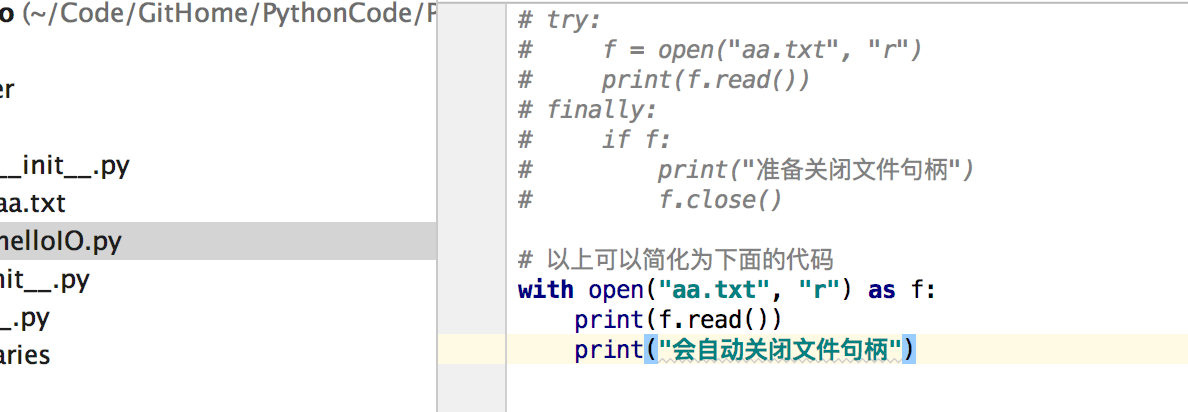 o (~/Code/GitHome/PythonCode/P
er
__init__.py
aa.txt
helloIO.py
nit__.py
_.py
aries
# try:
#     f = open("aa.txt", "r")
#     print(f.read())
# finally:
#     if f:
#         print("准备关闭文件句柄")
#         f.close()
# 以上可以简化为下面的代码
with open("aa.txt", "r") as f:
    print(f.read())
    print("会自动关闭文件句柄")